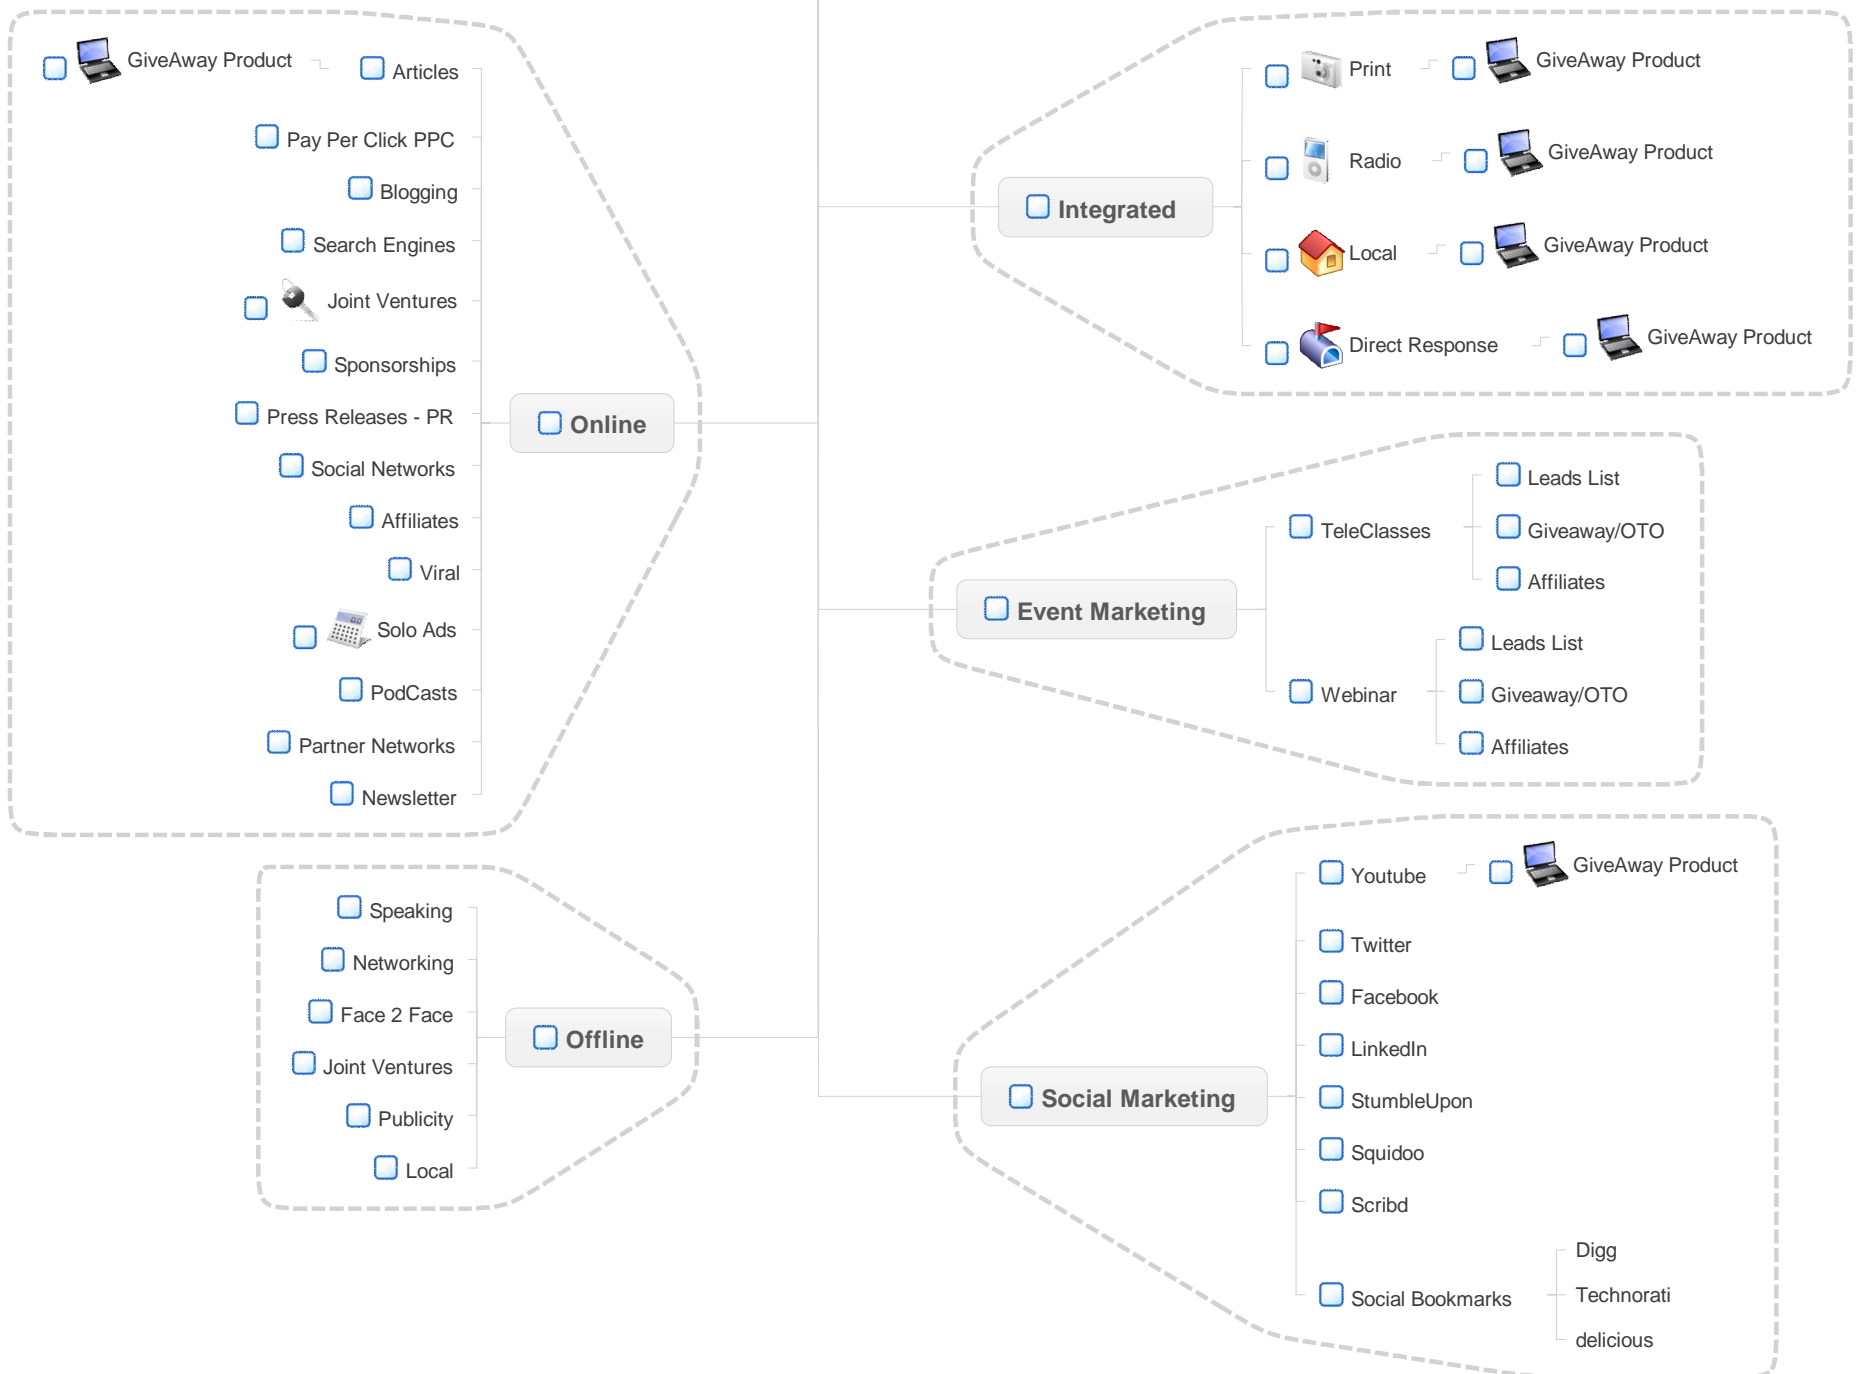 GiveAway Product
Articles
Pay Per Click PPC
Blogging
Search Engines
Joint Ventures
Sponsorships
Press Releases - PR
Social Networks
Affiliates
Viral
Solo Ads
PodCasts
Partner Networks
Newsletter
Online
Speaking
Networking
Face 2 Face
Joint Ventures
Publicity
Local
Offline
Integrated
Print
GiveAway Product
Radio
GiveAway Product
Local
GiveAway Product
Direct Response
GiveAway Product
Event Marketing
TeleClasses
Leads List
Giveaway/OTO
Affiliates
Webinar
Leads List
Giveaway/OTO
Affiliates
Social Marketing
Youtube
GiveAway Product
Twitter
Facebook
LinkedIn
StumbleUpon
Squidoo
Scribd
Social Bookmarks
Digg
Technorati
delicious